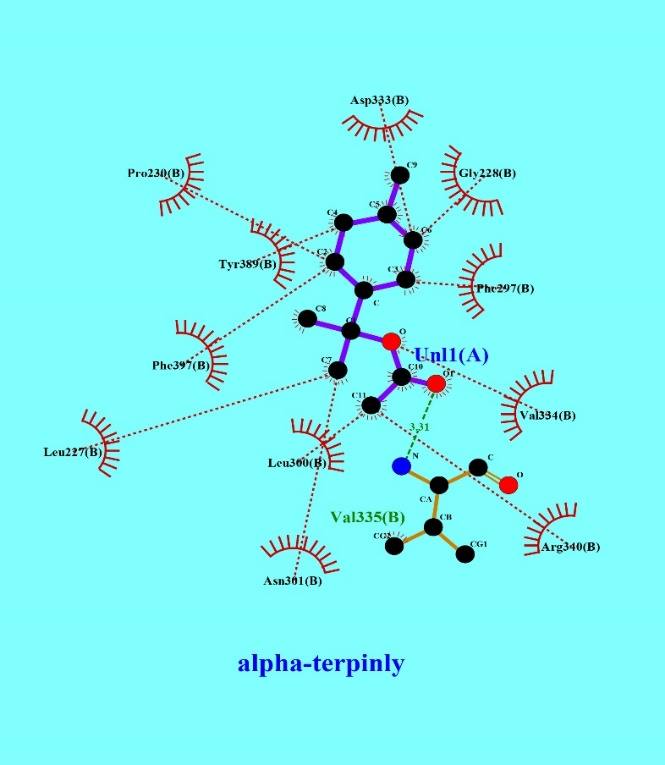 Asp333(B)
C9
Pro230(B)
Gly228(B)
C4
C5
C6
C2
Tyr389(B)
C3
Phe297(B)
C
C8
O
Unl1(A)
Phe397(B)
C7
C10
O1
C11
Val334(B)
3.31
Leu227(B)
N
C
Leu300(B)
O
CA
Val335(B)
CB
CG2
CG1
Arg340(B)
Asn301(B)
alpha-terpinly